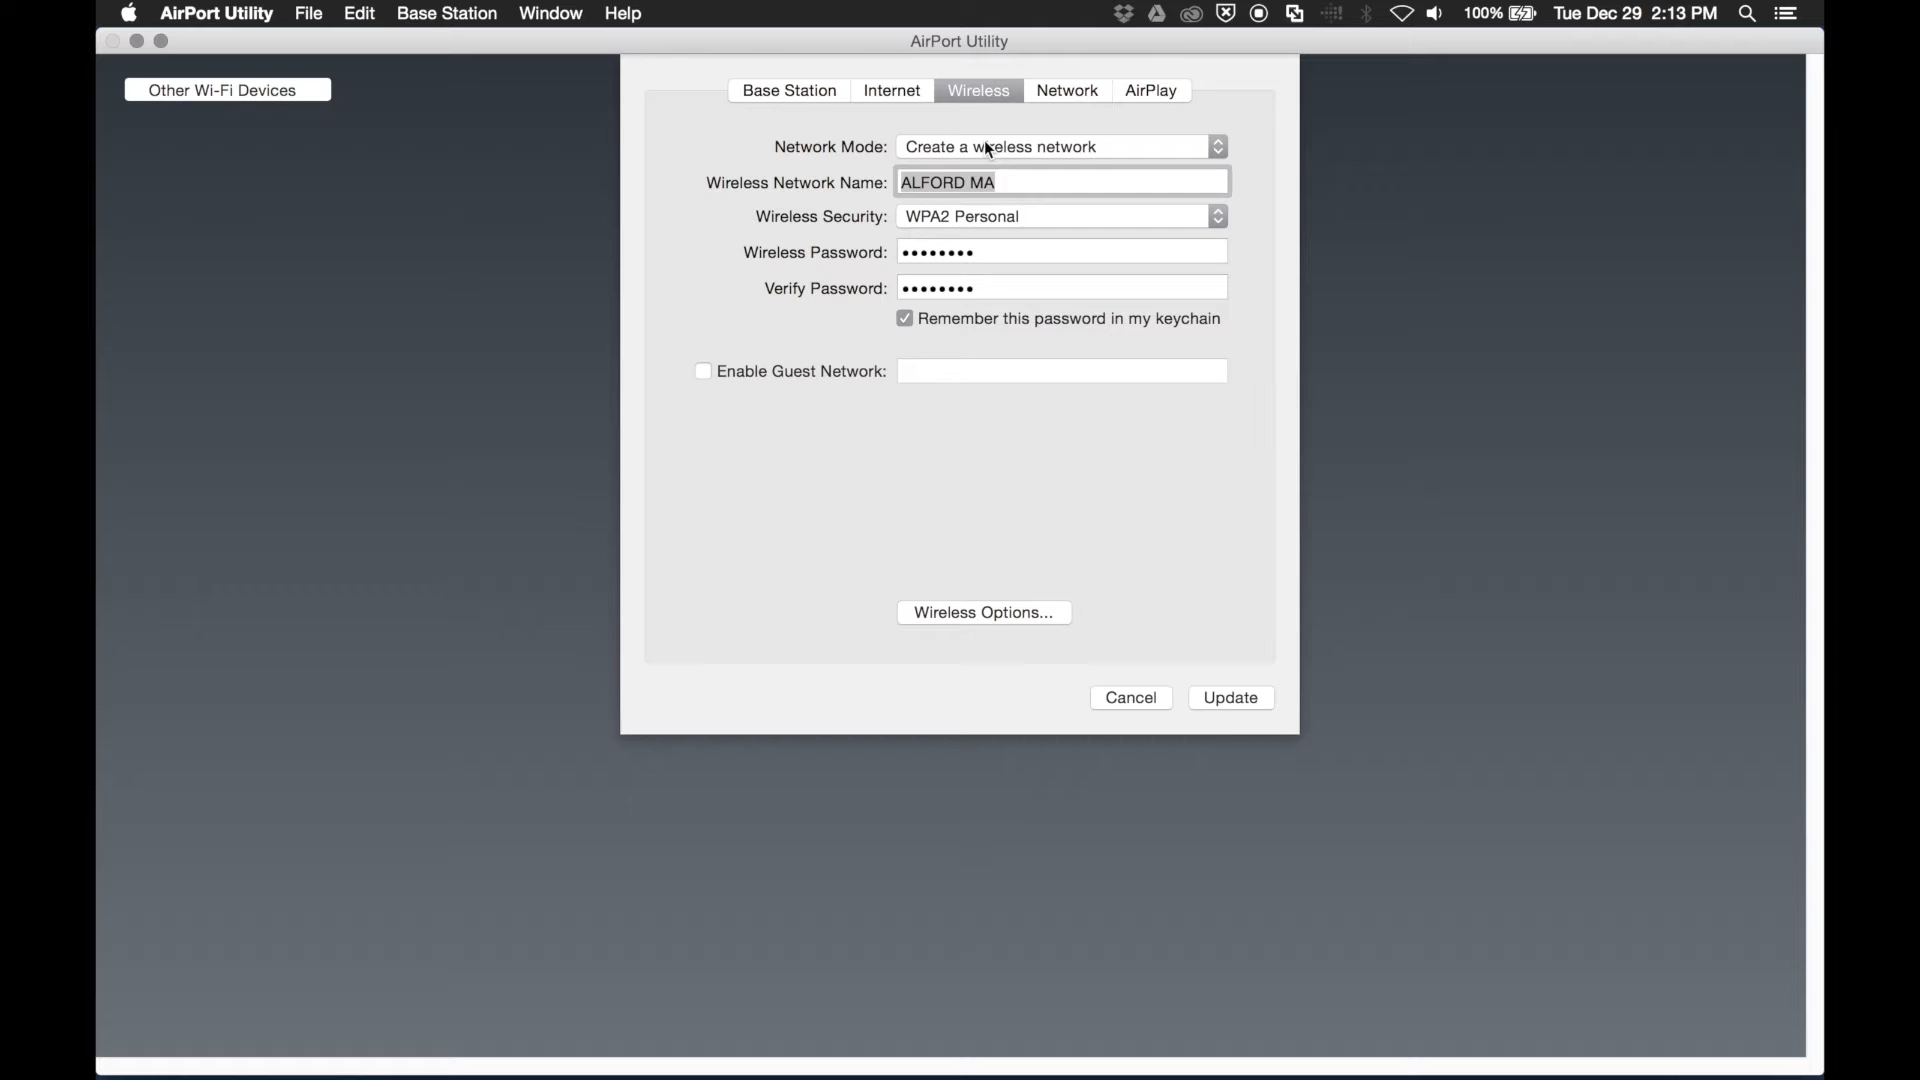 AirPort Utility File Edit Base Station Window Help 100% Tue Dec 29 2:13 PM
AirPort Utility
Other Wi-Fi Devices
Base Station Internet Wireless Network AirPlay
Network Mode: Create a wireless network
Wireless Network Name: ALFORD MA
Wireless Security: WPA2 Personal
Wireless Password: ••••••••
Verify Password: ••••••••
Remember this password in my keychain
Enable Guest Network:
Wireless Options...
Cancel Update